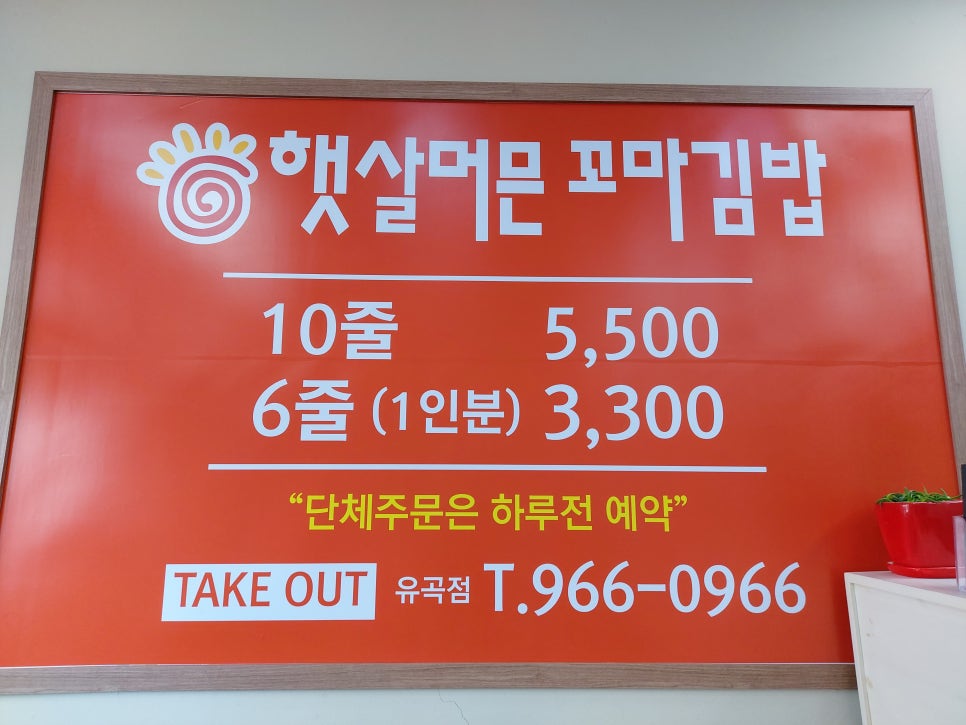 햇살머믄 꼬마김밥
10줄 5,500
6줄 (1인분) 3,300
“단체주문은 하루전 예약”
TAKE OUT 유곡점 T.966-0966